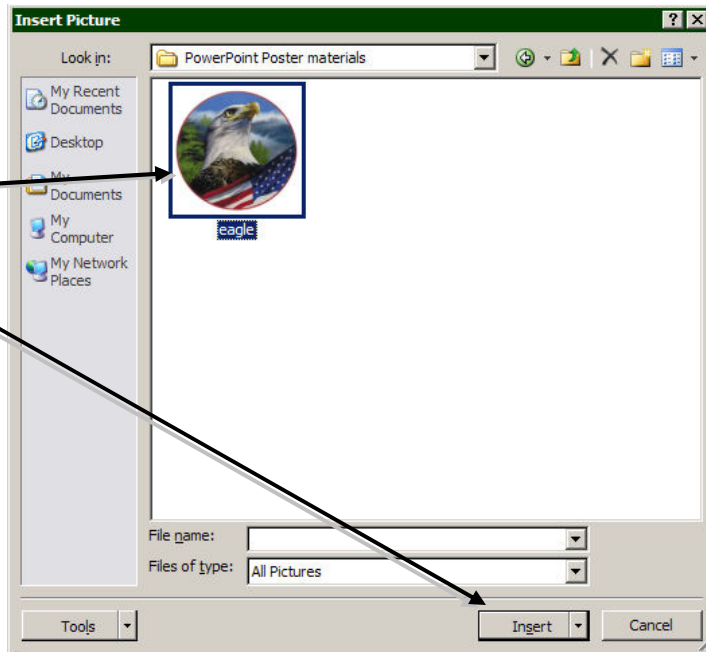 Insert Picture
Look in:
PowerPoint Poster materials
My Recent
Documents
Desktop
My
Documents
My
Computer
My Network
Places
eagle
File name:
Files of type:
All Pictures
Tools
Insert
Cancel